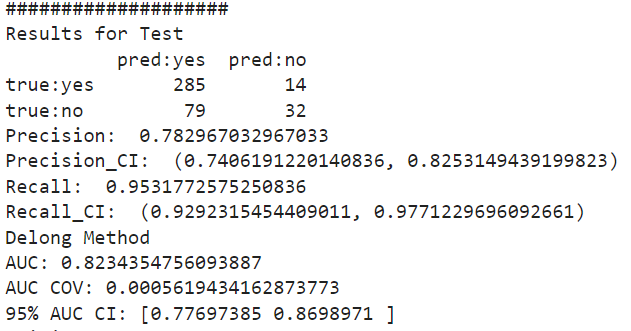 ####################
Results for Test
pred:yes pred:no
true:yes 285 14
true:no 79 32
Precision: 0.782967032967033
Precision_CI: (0.7406191220140836, 0.8253149439199823)
Recall: 0.9531772575250836
Recall_CI: (0.9292315454409011, 0.9771229696092661)
Delong Method
AUC: 0.8234354756093887
AUC COV: 0.0005619434162873773
95% AUC CI: [0.77697385 0.8698971 ]